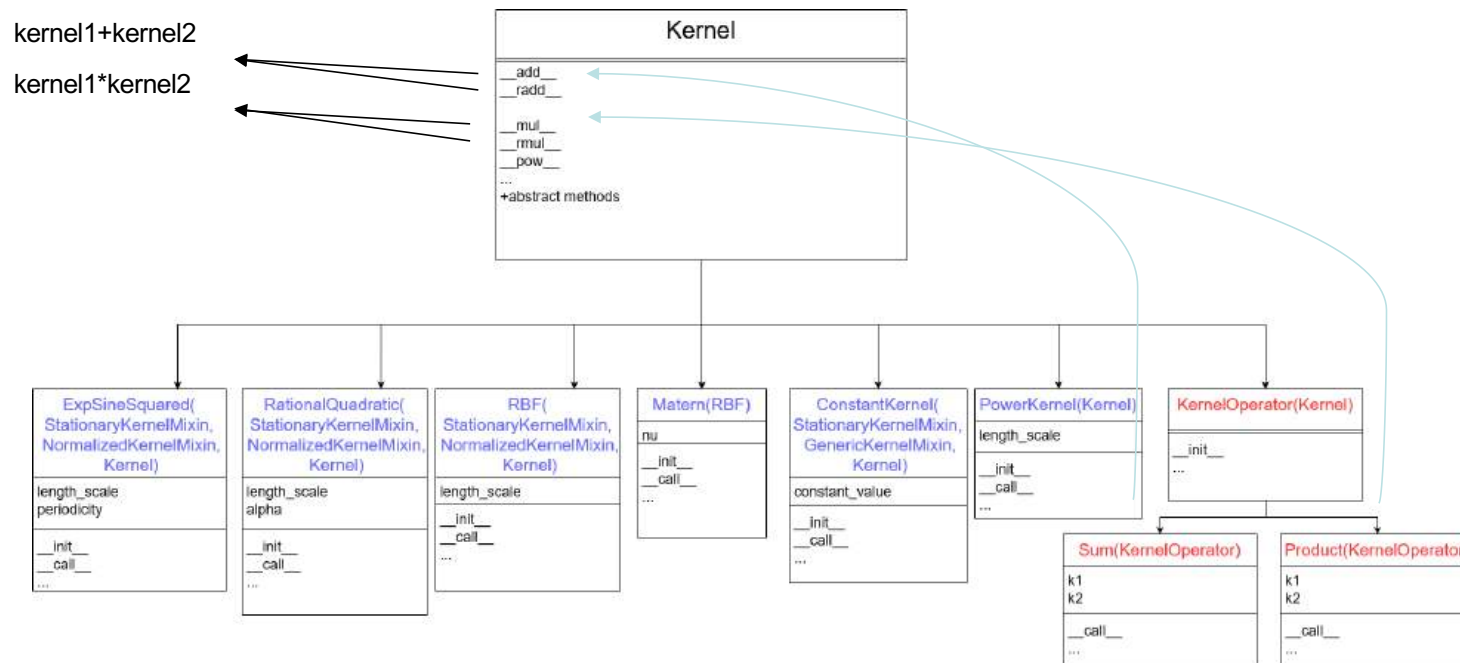 kernel1+kernel2
kernel1*kernel2
Kernel
__add__
__radd__
__mul__
__rmul__
__pow__
...
+abstract methods
ExpSineSquared(
StationaryKernelMixin,
NormalizedKernelMixin,
Kernel)
length_scale
periodicity
__init__
__call__
...
RationalQuadratic(
StationaryKernelMixin,
NormalizedKernelMixin,
Kernel)
length_scale
alpha
__init__
__call__
...
RBF(
StationaryKernelMixin,
NormalizedKernelMixin,
Kernel)
length_scale
__init__
__call__
...
Matern(RBF)
nu
__init__
__call__
...
ConstantKernel(
StationaryKernelMixin,
GenericKernelMixin,
Kernel)
constant_value
__init__
__call__
...
PowerKernel(Kernel)
length_scale
__init__
__call__
...
KernelOperator(Kernel)
__init__
...
Sum(KernelOperator)
k1
k2
__call__
...
Product(KernelOperator
k1
k2
__call__
...